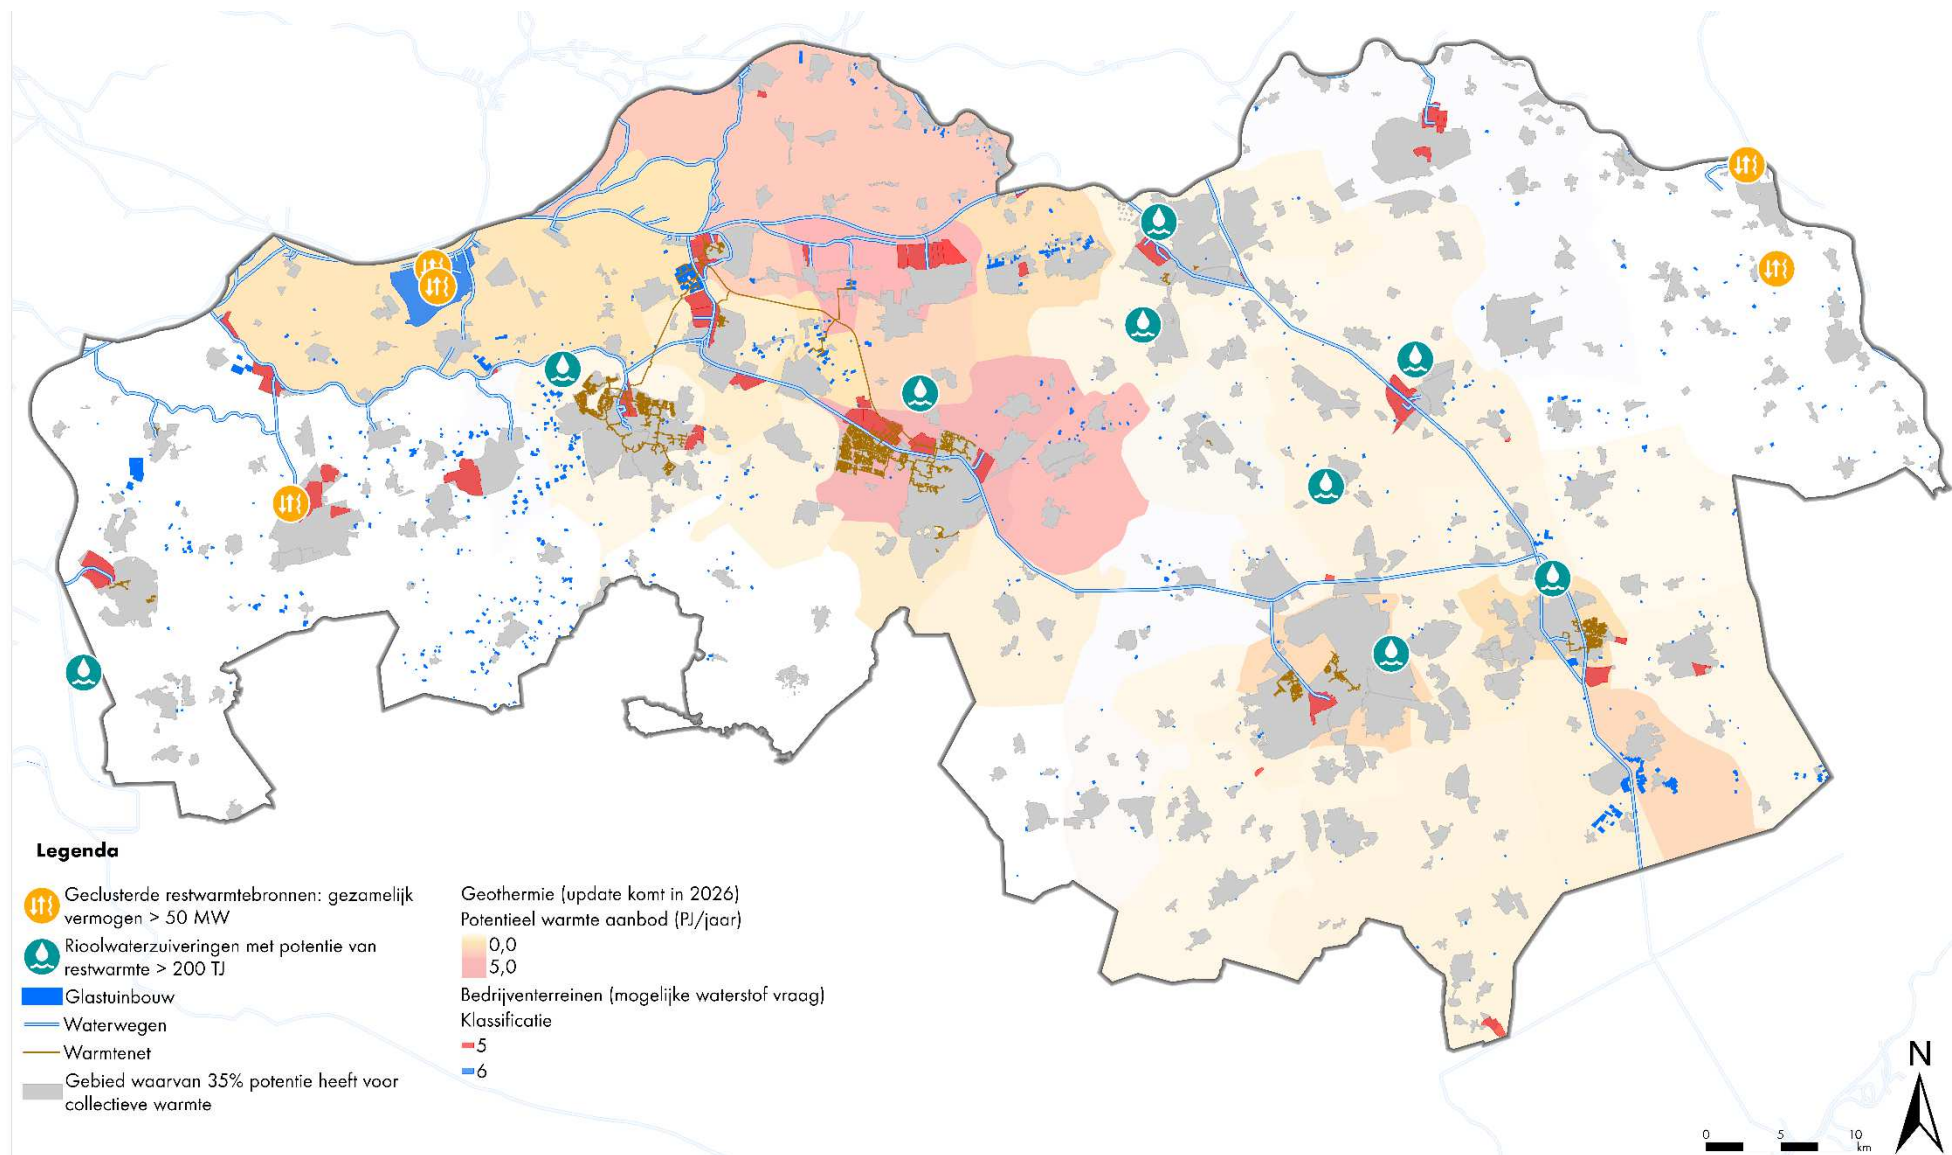 Legenda
Geclusterde restwarmtebronnen: gezamelijk
vermogen > 50 MW
Rioolwaterzuiveringen met potentie van
restwarmte > 200 TJ
Glastuinbouw
Waterwegen
Warmtenet
Gebied waarvan 35% potentie heeft voor
collectieve warmte
Geothermie (update komt in 2026)
Potentieel warmte aanbod (PJ/jaar)
0,0
5,0
Bedrijventerreinen (mogelijke waterstof vraag)
Klassificatie
5
6
N
0 5 10
km